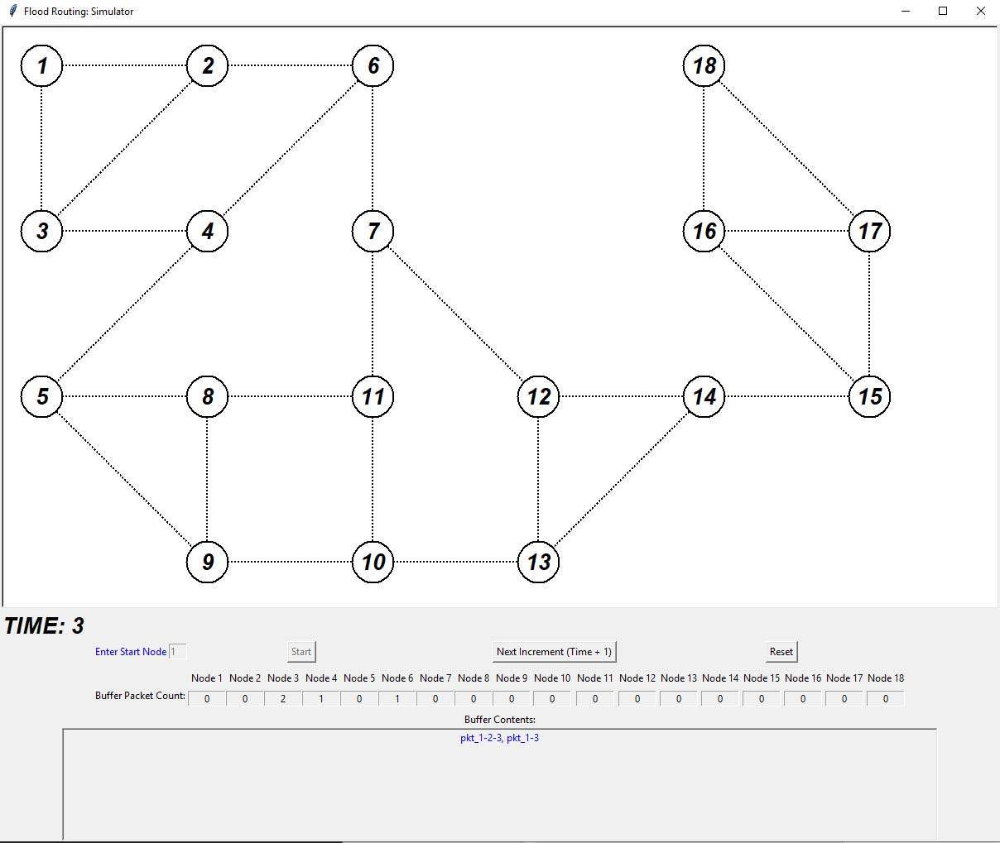 Flood Routing: Simulator
1 2 6 18
3 4 7 16 17
5 8 11 12 14 15
9 10 13
TIME: 3
Enter Start Node 1 Start Next Increment (Time + 1) Reset
Node 1 Node 2 Node 3 Node 4 Node 5 Node 6 Node 7 Node 8 Node 9 Node 10 Node 11 Node 12 Node 13 Node 14 Node 15 Node 16 Node 17 Node 18
Buffer Packet Count: 0 0 2 1 0 1 0 0 0 0 0 0 0 0 0 0 0 0
Buffer Contents:
pkt_1-2-3, pkt_1-3